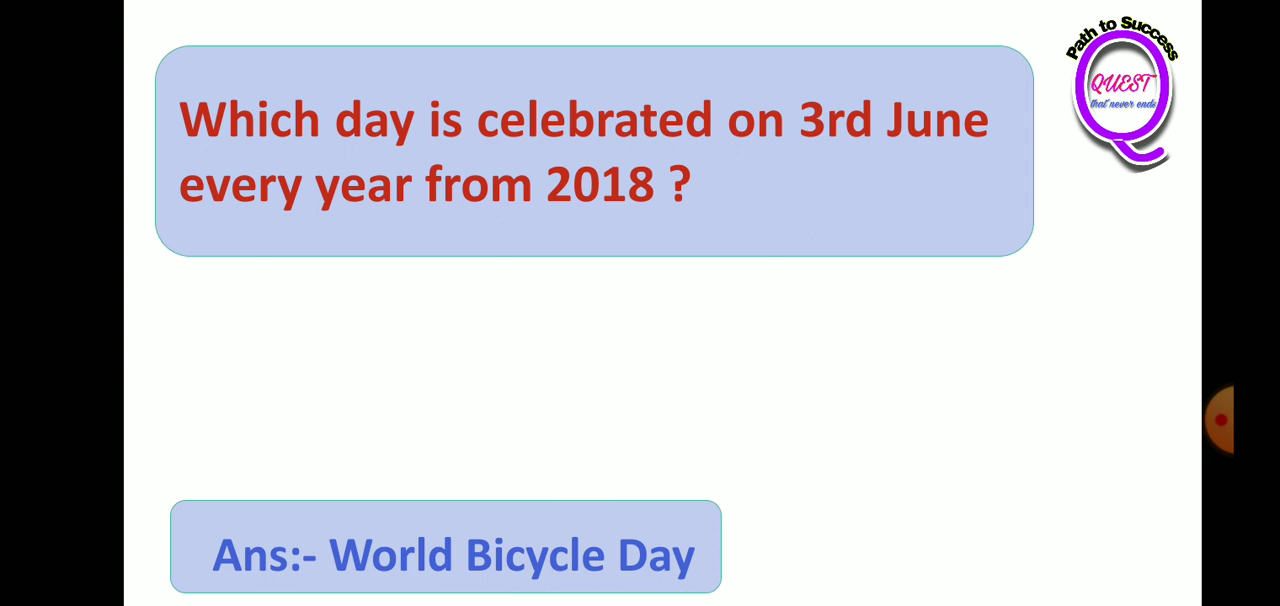 Path to Success
QUEST
that never ends
Which day is celebrated on 3rd June
every year from 2018 ?
Ans:- World Bicycle Day